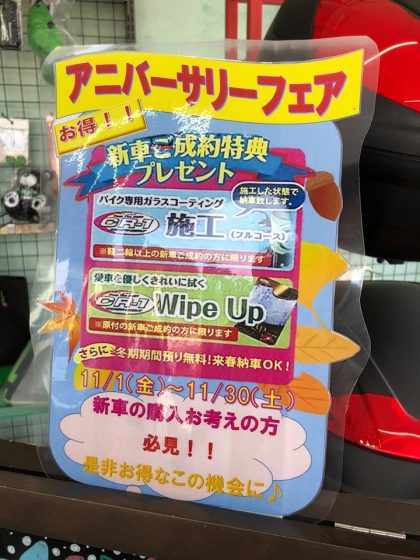 アニバーサリーフェア
お得！！！
新車ご成約特典
プレゼント
バイク専用ガラスコーティング
施工した状態で
納車致します。
CR-1 施工(フルコース)
※軽二輪以上の新車ご成約の方に限ります
愛車を優しくきれいに拭く
CR-1 Wipe Up
※原付の新車ご成約の方に限ります
さらに 冬期期間預り無料！来春納車OK！
11/1(金)～11/30(土)
新車の購入お考えの方
必見！！
是非お得なこの機会に♪